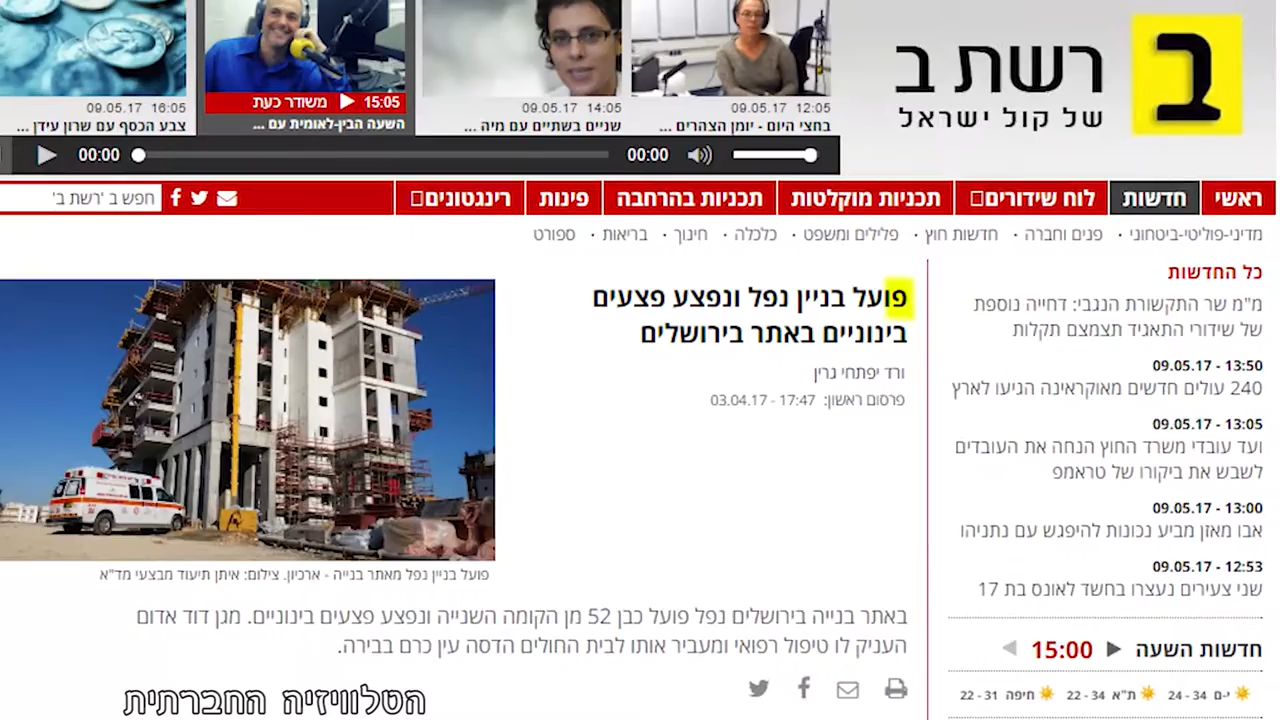 16:05 09.05.17
צבע הכסף עם שרון עידן ...
15:05 משודר כעת
השעה הבין-לאומית עם ...
14:05 09.05.17
שניים בשתיים עם מיה ...
12:05 09.05.17
בחצי היום - יומן הצהרים ...
ב
רשת ב
של קול ישראל
00:00
00:00
ראשי
חדשות
לוח שידורים
תכניות מוקלטות
תכניות בהרחבה
פינות
רינגטונים
חפש ב 'רשת ב'
מדיני-פוליטי-ביטחוני · פנים וחברה · חדשות חוץ · פלילים ומשפט · כלכלה · חינוך · בריאות · ספורט
כל החדשות
מ"מ שר התקשורת הנגבי: דחייה נוספת
של שידורי התאגיד תצמצם תקלות
09.05.17 - 13:50
240 עולים חדשים מאוקראינה הגיעו לארץ
09.05.17 - 13:05
ועד עובדי משרד החוץ הנחה את העובדים
לשבש את ביקורו של טראמפ
09.05.17 - 13:00
אבו מאזן מביע נכונות להיפגש עם נתניהו
09.05.17 - 12:53
שני צעירים נעצרו בחשד לאונס בת 17
חדשות השעה 15:00
י-ם 24 - 34
ת"א 22 - 34
חיפה 22 - 31
פועל בניין נפל ונפצע פצעים
בינוניים באתר בירושלים
ורד יפתחי גרין
פרסום ראשון: 17:47 - 03.04.17
פועל בניין נפל מאתר בנייה - ארכיון. צילום: איתן תיעוד מבצעי מד"א
באתר בנייה בירושלים נפל פועל כבן 52 מן הקומה השנייה ונפצע פצעים בינוניים. מגן דוד אדום
העניק לו טיפול רפואי ומעביר אותו לבית החולים הדסה עין כרם בבירה.
הטלוויזיה החברתית